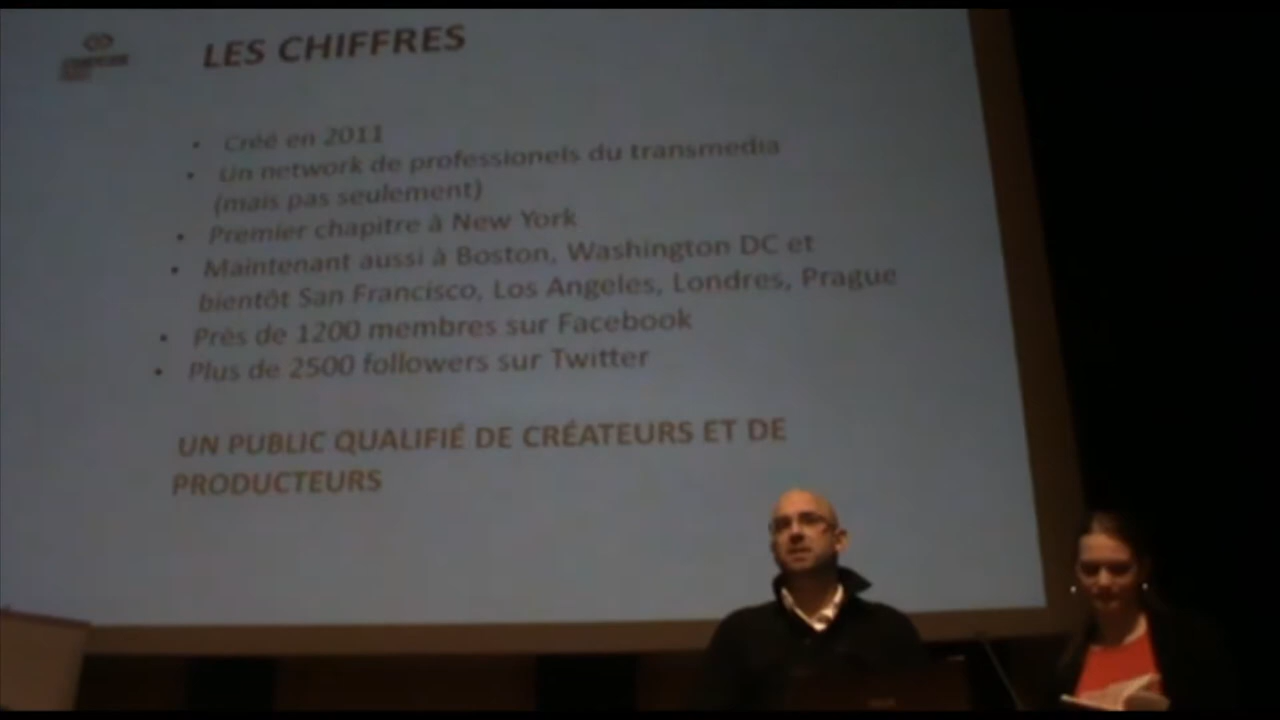 LES CHIFFRES
• Créé en 2011
• Un network de professionels du transmedia
(mais pas seulement)
• Premier chapitre à New York
• Maintenant aussi à Boston, Washington DC et
bientôt San Francisco, Los Angeles, Londres, Prague
• Près de 1200 membres sur Facebook
• Plus de 2500 followers sur Twitter
UN PUBLIC QUALIFIÉ DE CRÉATEURS ET DE
PRODUCTEURS